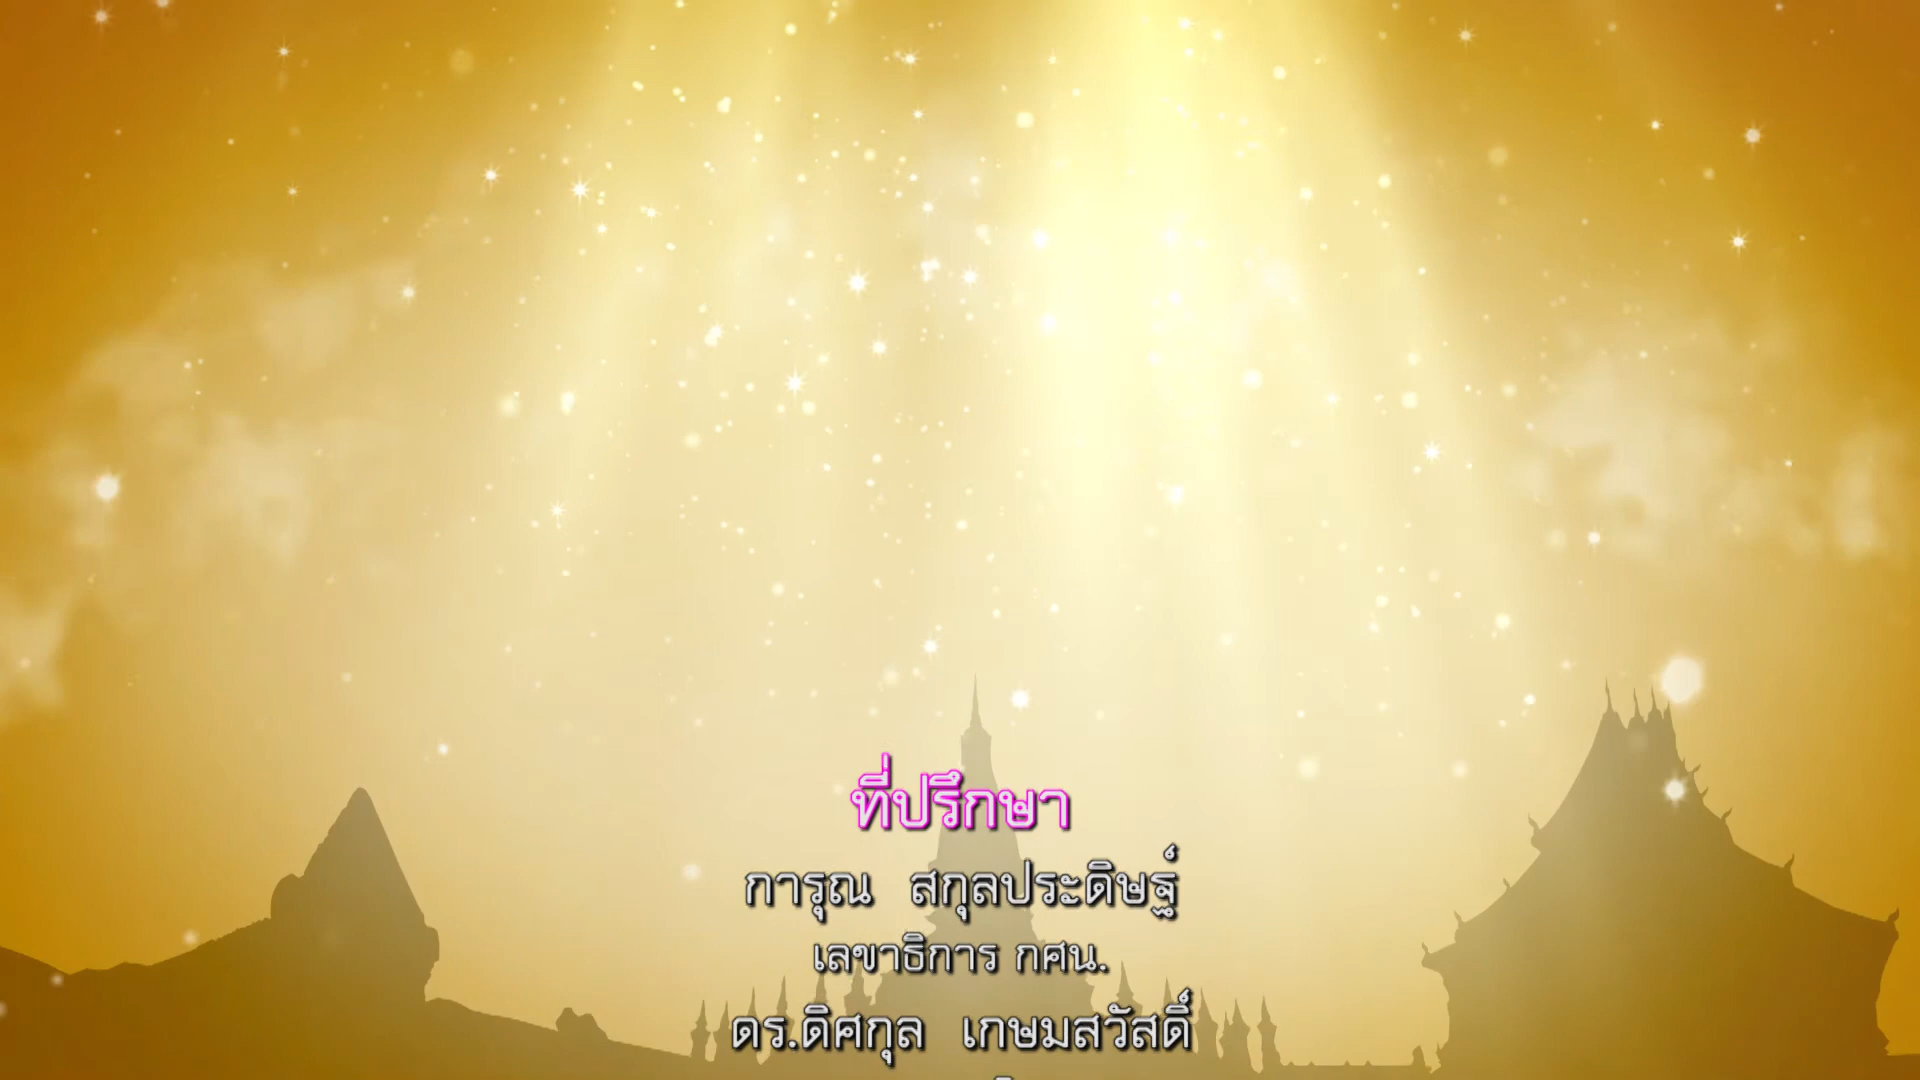 ที่ปรึกษา
การุณ สกุลประดิษฐ์
เลขาธิการ กศน.
ดร.ดิศกุล เกษมสวัสดิ์